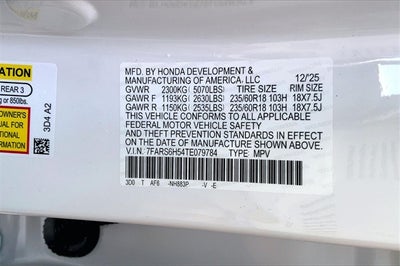 REAR 3
or 850lbs.
OWNER'S
MANUAL FOR
ADDITIONAL
INFORMATION
3D4 A2
MFD. BY HONDA DEVELOPMENT &
MANUFACTURING OF AMERICA, LLC 12/'25
GVWR 2300KG(5070LBS) TIRE SIZE RIM SIZE
GAWR F 1193KG(2630LBS)235/60R18 103H 18X7.5J
GAWR R 1150KG(2535LBS)235/60R18 103H 18X7.5J
THIS VEHICLE CONFORMS TO ALL APPLICABLE
FEDERAL MOTOR VEHICLE SAFETY
AND THEFT PREVENTION STANDARDS IN EFFECT
ON THE DATE OF MANUFACTURE SHOWN ABOVE.
V.I.N.: 7FARS6H54TE079784 TYPE: MPV
3D0 T AF6 -NH883P -V -E